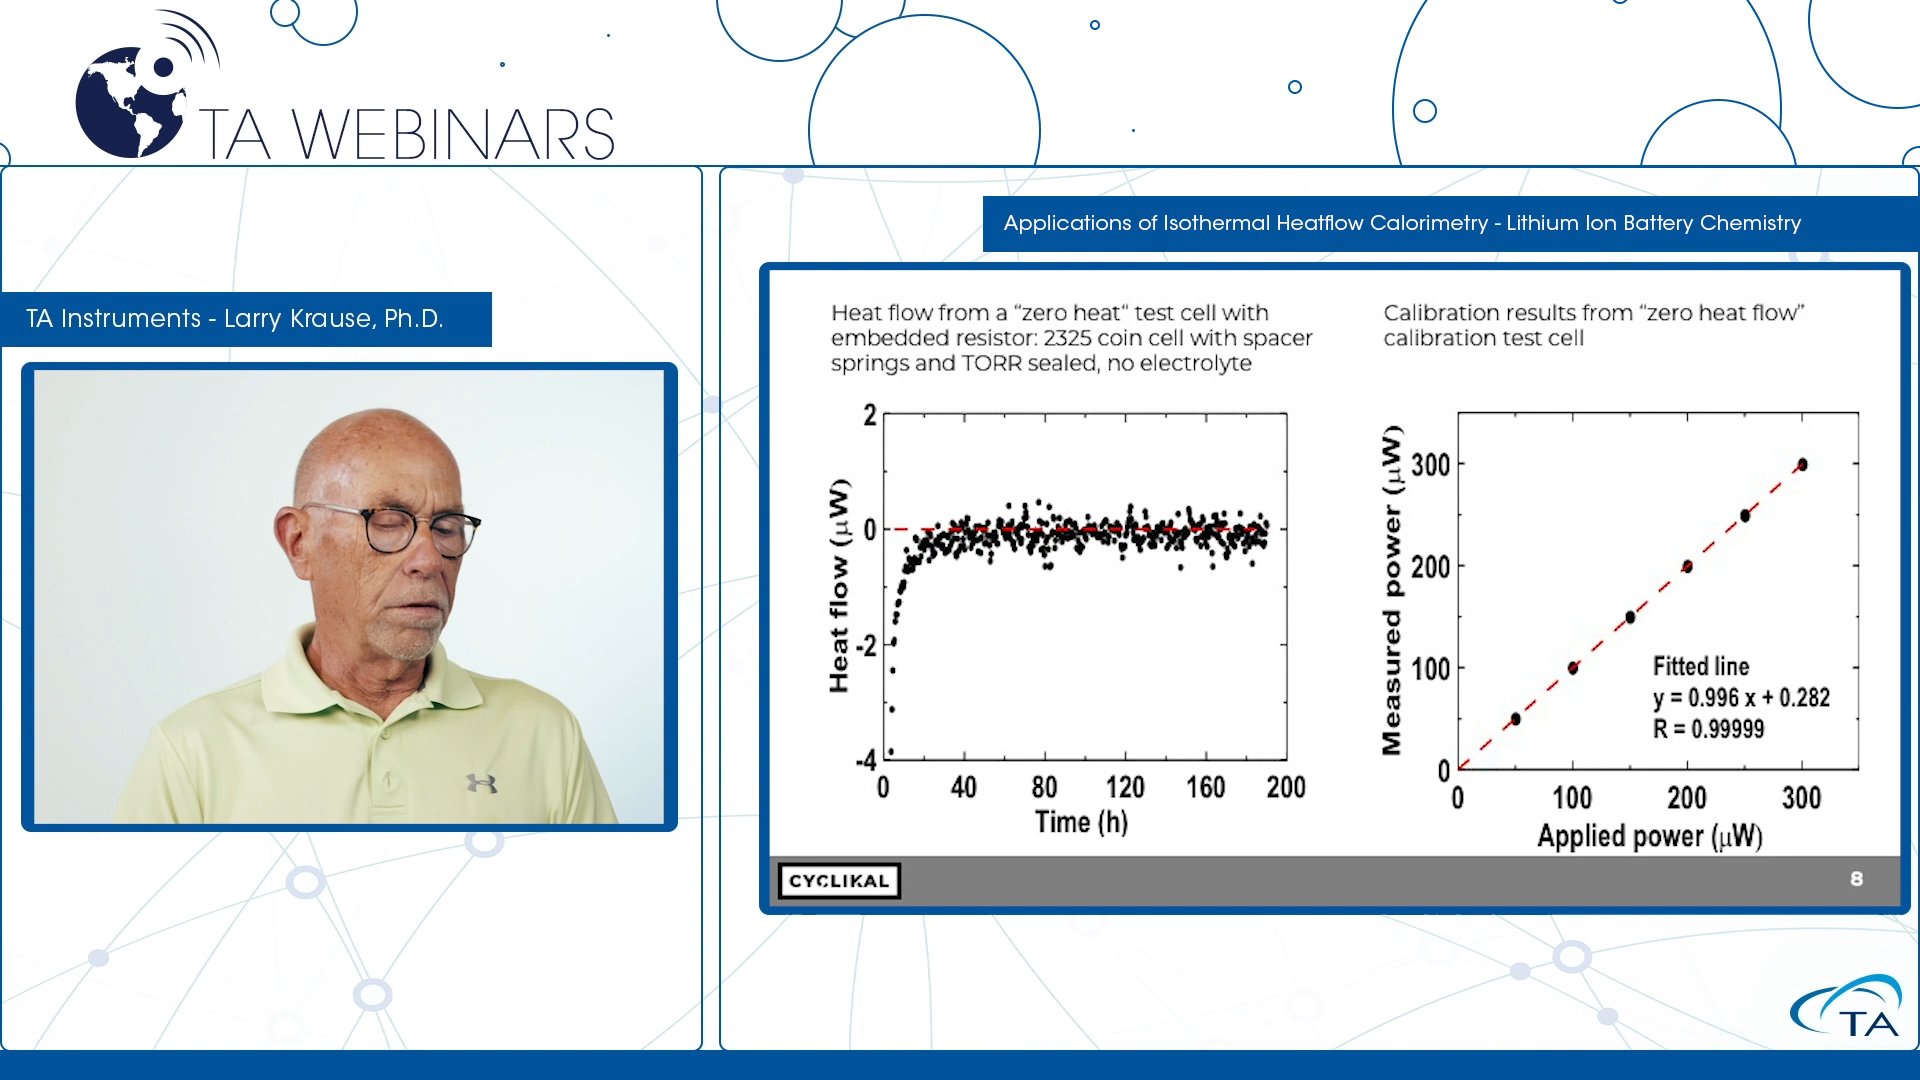 TA WEBINARS
TA Instruments - Larry Krause, Ph.D.
Applications of Isothermal Heatflow Calorimetry - Lithium Ion Battery Chemistry
Heat flow from a “zero heat“ test cell with
embedded resistor: 2325 coin cell with spacer
springs and TORR sealed, no electrolyte
2
0
-2
-4
Heat flow (μW)
0 40 80 120 160 200
Time (h)
Calibration results from “zero heat flow”
calibration test cell
300
200
100
0
Measured power (μW)
Fitted line
y = 0.996 x + 0.282
R = 0.99999
0 100 200 300
Applied power (μW)
CYCLIKAL
8
TA